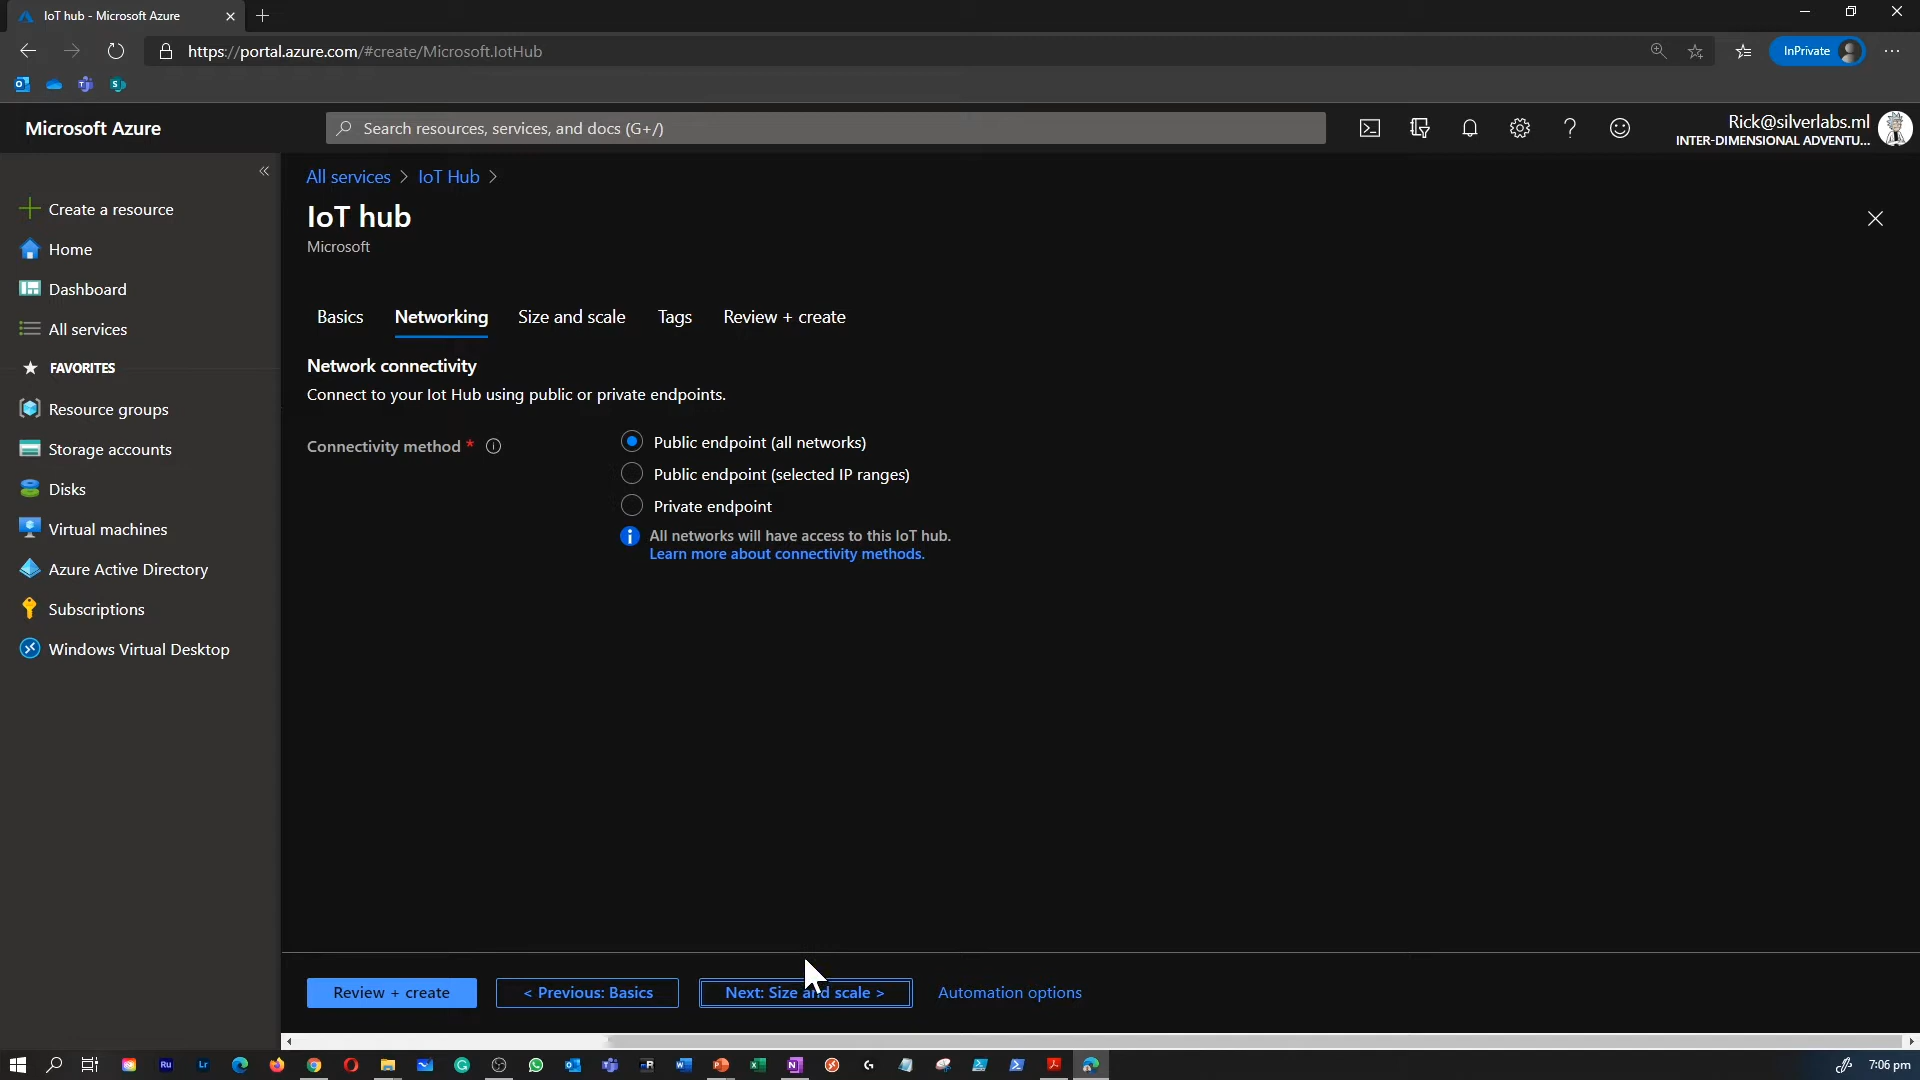 IoT hub - Microsoft Azure
https://portal.azure.com/#create/Microsoft.IotHub
InPrivate
Microsoft Azure
Search resources, services, and docs (G+/)
Rick@silverlabs.ml
INTER-DIMENSIONAL ADVENTU...
Create a resource
Home
Dashboard
All services
FAVORITES
Resource groups
Storage accounts
Disks
Virtual machines
Azure Active Directory
Subscriptions
Windows Virtual Desktop
All services > IoT Hub >
IoT hub
Microsoft
Basics Networking Size and scale Tags Review + create
Network connectivity
Connect to your Iot Hub using public or private endpoints.
Connectivity method *
Public endpoint (all networks)
Public endpoint (selected IP ranges)
Private endpoint
All networks will have access to this IoT hub.
Learn more about connectivity methods.
Review + create < Previous: Basics Next: Size and scale > Automation options
7:06 pm